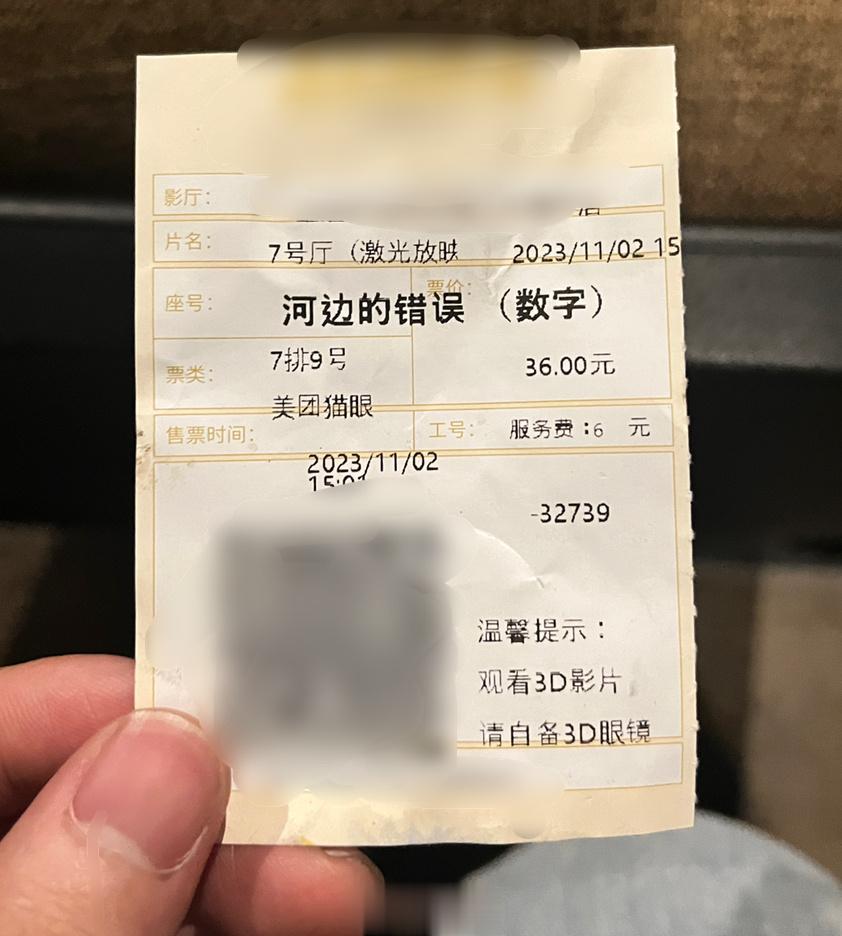 影厅：
片名：
7号厅（激光放映 2023/11/02 15
座号： 票价：
河边的错误 （数字）
7排9号 36.00元
票类：
美团猫眼
售票时间： 工号： 服务费：6 元
2023/11/02
-32739
温馨提示：
观看3D影片
请自备3D眼镜